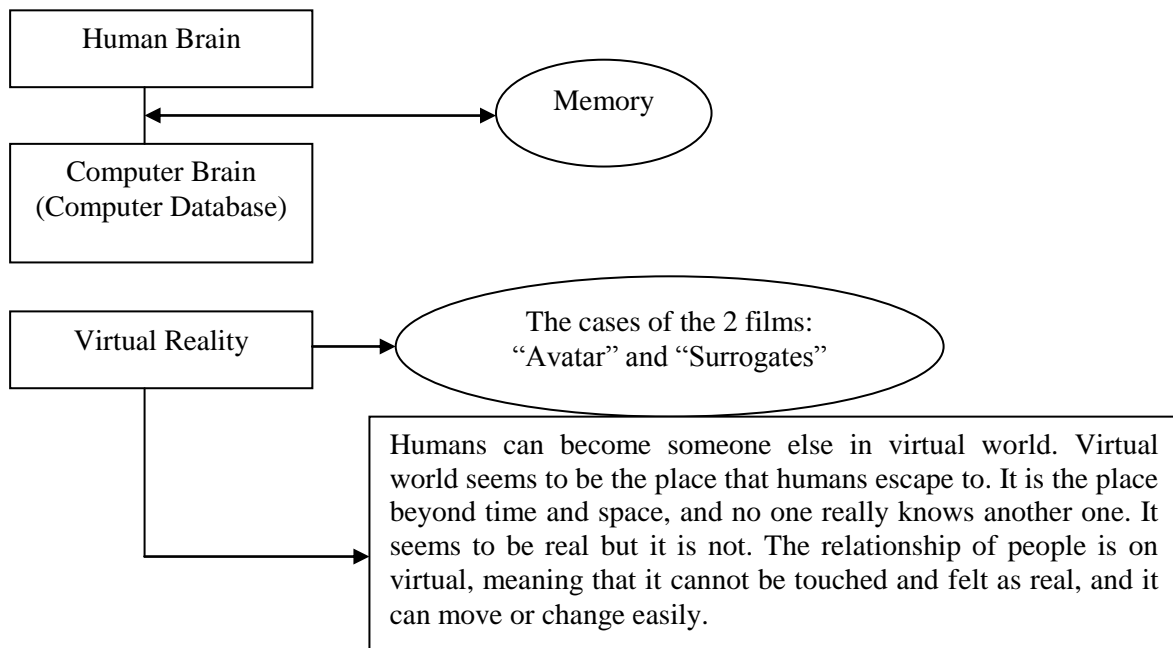 Human Brain
Memory
Computer Brain
(Computer Database)
Virtual Reality
The cases of the 2 films:
“Avatar” and “Surrogates”
Humans can become someone else in virtual world. Virtual
world seems to be the place that humans escape to. It is the place
beyond time and space, and no one really knows another one. It
seems to be real but it is not. The relationship of people is on
virtual, meaning that it cannot be touched and felt as real, and it
can move or change easily.